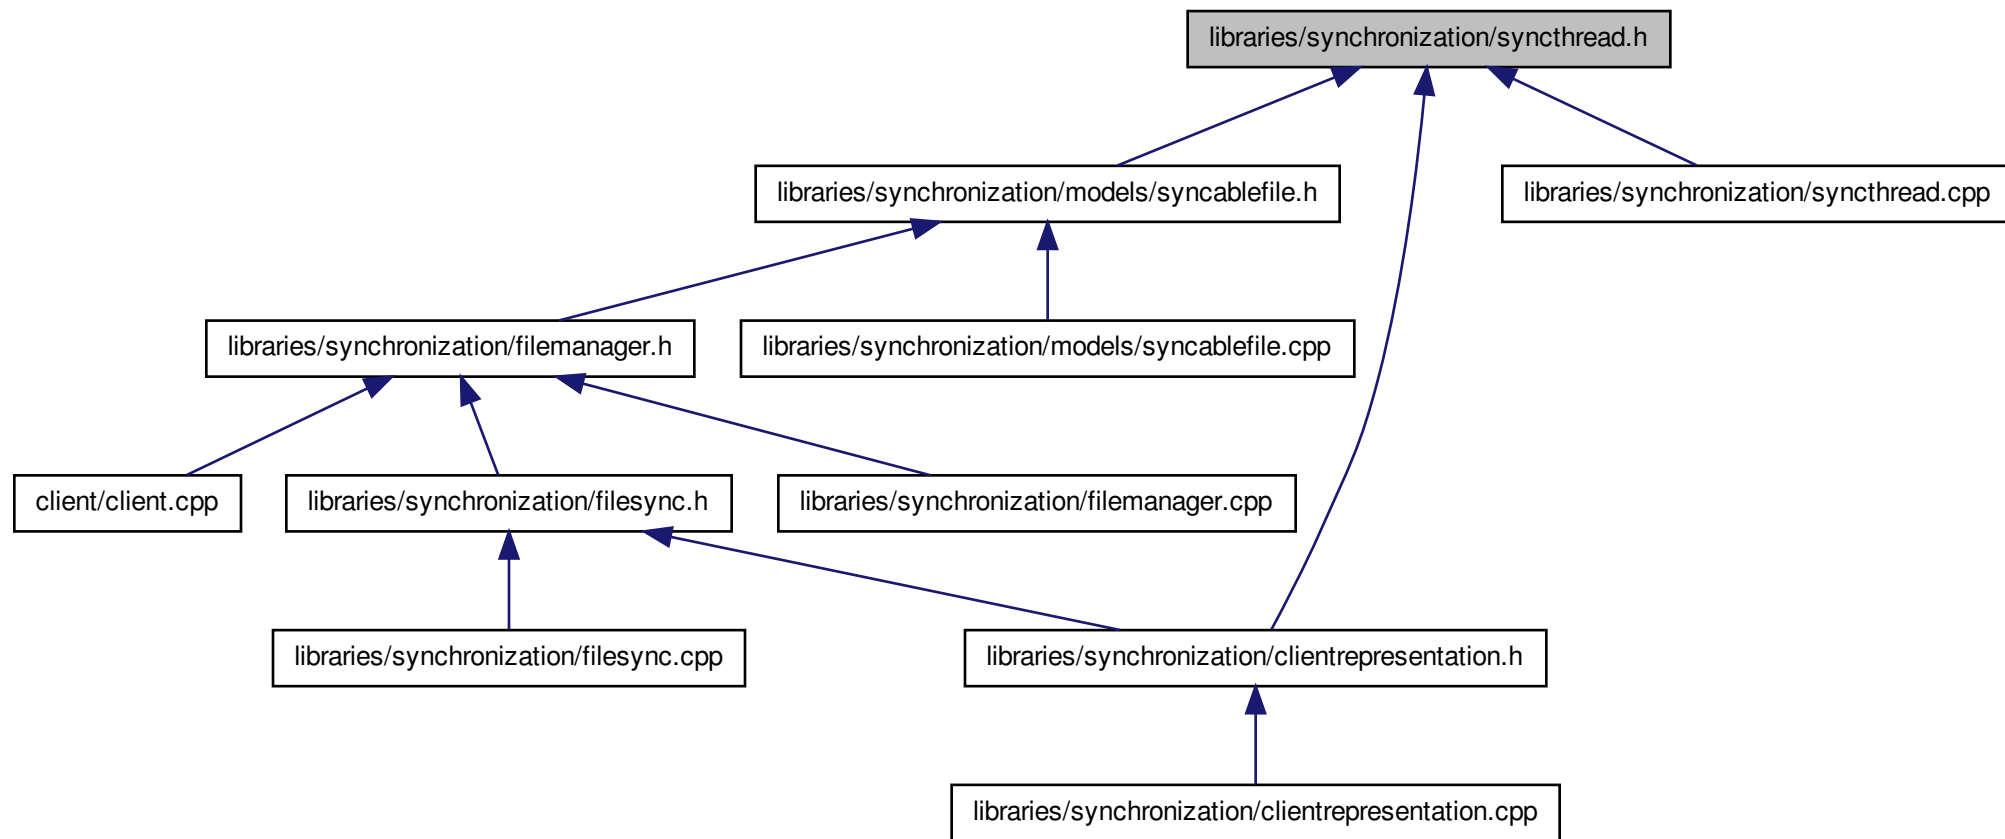 libraries/synchronization/syncthread.h
libraries/synchronization/models/syncablefile.h
libraries/synchronization/syncthread.cpp
libraries/synchronization/filemanager.h
libraries/synchronization/models/syncablefile.cpp
client/client.cpp
libraries/synchronization/filesync.h
libraries/synchronization/filemanager.cpp
libraries/synchronization/filesync.cpp
libraries/synchronization/clientrepresentation.h
libraries/synchronization/clientrepresentation.cpp